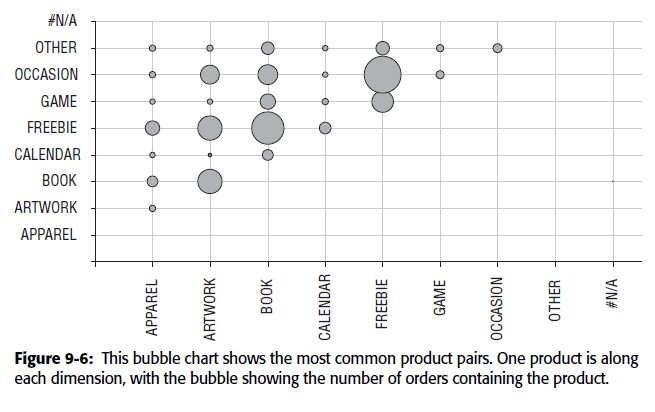 #N/A
OTHER
OCCASION
GAME
FREEBIE
CALENDAR
BOOK
ARTWORK
APPAREL
APPAREL
ARTWORK
BOOK
CALENDAR
FREEBIE
GAME
OCCASION
OTHER
#N/A
Figure 9-6: This bubble chart shows the most common product pairs. One product is along
each dimension, with the bubble showing the number of orders containing the product.